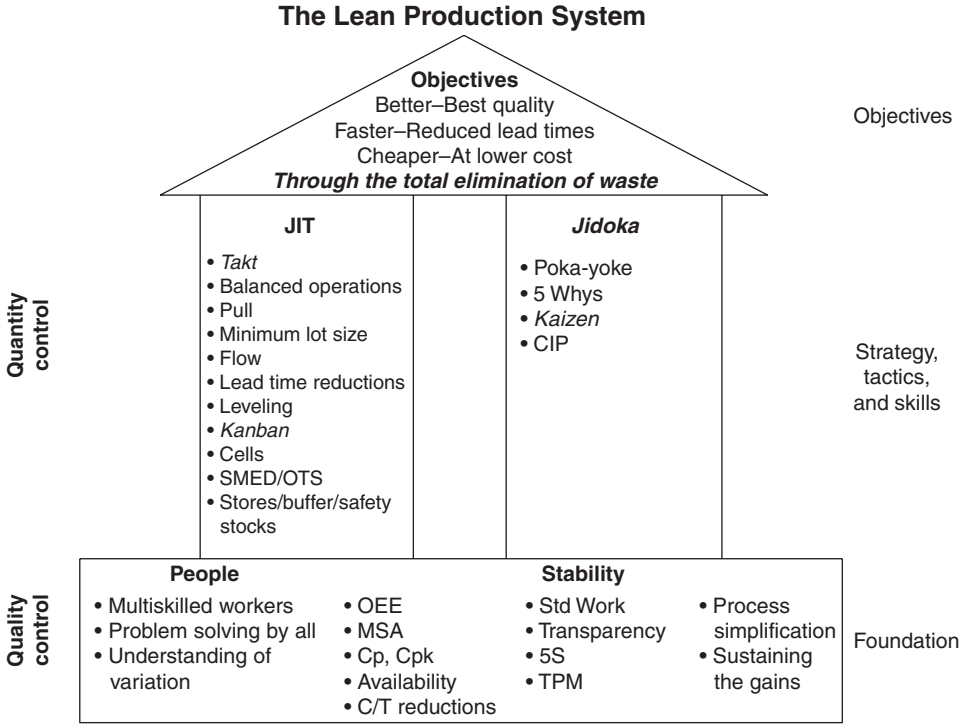 The Lean Production System
Objectives
Better–Best quality
Faster–Reduced lead times
Cheaper–At lower cost
Through the total elimination of waste
Objectives
Quantity
control
JIT
• Takt
• Balanced operations
• Pull
• Minimum lot size
• Flow
• Lead time reductions
• Leveling
• Kanban
• Cells
• SMED/OTS
• Stores/buffer/safety
stocks
Jidoka
• Poka-yoke
• 5 Whys
• Kaizen
• CIP
Strategy,
tactics,
and skills
Quality
control
People
• Multiskilled workers
• Problem solving by all
• Understanding of
variation
Stability
• OEE
• MSA
• Cp, Cpk
• Availability
• C/T reductions
• Std Work
• Transparency
• 5S
• TPM
• Process
simplification
• Sustaining
the gains
Foundation